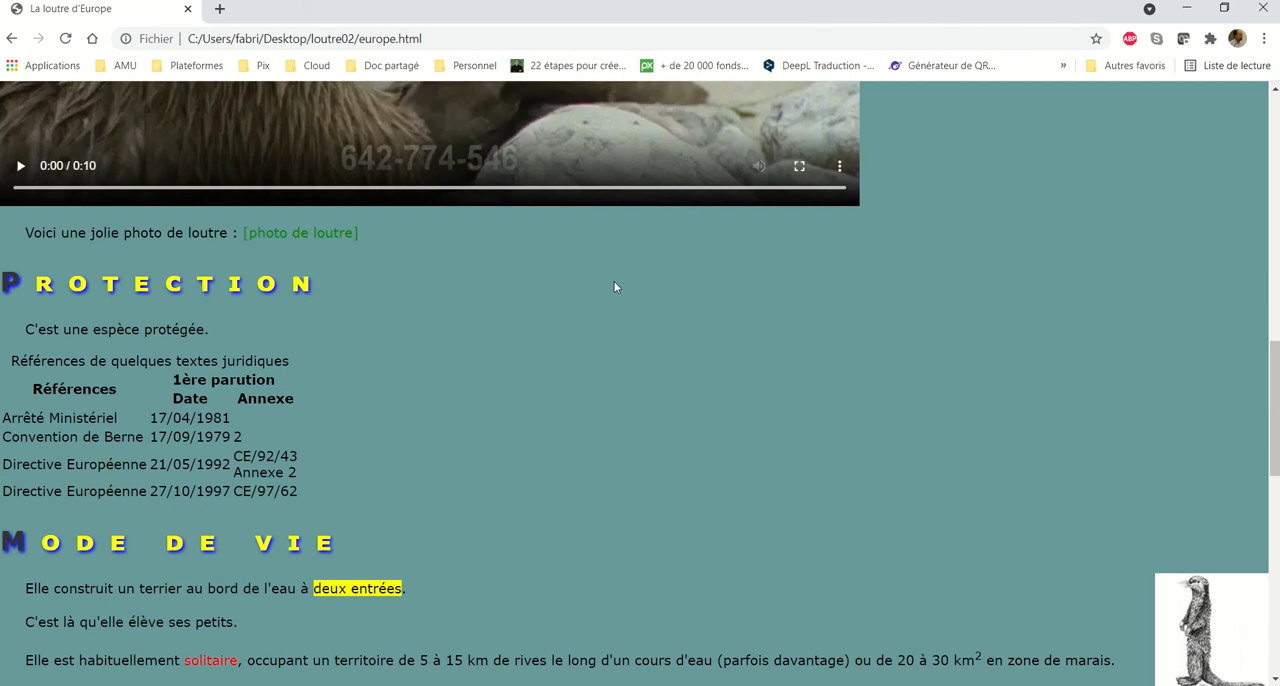 La loutre d'Europe
Fichier | C:/Users/fabri/Desktop/loutre02/europe.html
ABP
Applications AMU Plateformes Pix Cloud Doc partagé Personnel 22 étapes pour crée... + de 20 000 fonds... DeepL Traduction -... Générateur de QR... » Autres favoris Liste de lecture
642-774-546
0:00 / 0:10
Voici une jolie photo de loutre : [photo de loutre]
PROTECTION
C'est une espèce protégée.
Références de quelques textes juridiques
1ère parution
Références
Date Annexe
Arrêté Ministériel 17/04/1981
Convention de Berne 17/09/1979 2
CE/92/43
Directive Européenne 21/05/1992
Annexe 2
Directive Européenne 27/10/1997 CE/97/62
MODE DE VIE
Elle construit un terrier au bord de l'eau à deux entrées.
C'est là qu'elle élève ses petits.
Elle est habituellement solitaire, occupant un territoire de 5 à 15 km de rives le long d'un cours d'eau (parfois davantage) ou de 20 à 30 km² en zone de marais.